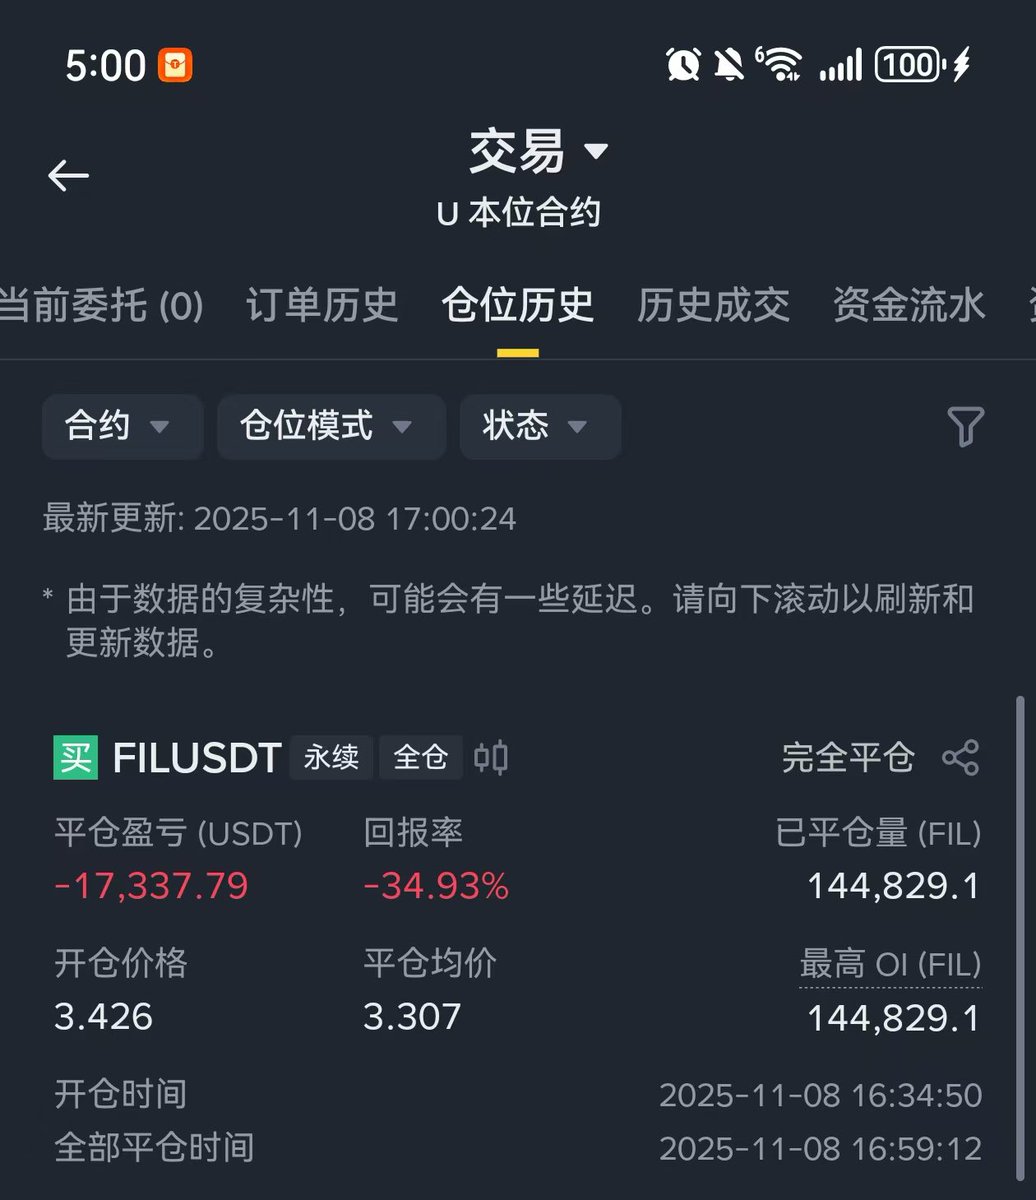 5:00
6
100
交易
U 本位合约
当前委托 (0) 订单历史 仓位历史 历史成交 资金流水
合约 仓位模式 状态
最新更新: 2025-11-08 17:00:24
* 由于数据的复杂性，可能会有一些延迟。请向下滚动以刷新和
更新数据。
买 FILUSDT 永续 全仓 完全平仓
平仓盈亏 (USDT) 回报率 已平仓量 (FIL)
-17,337.79 -34.93% 144,829.1
开仓价格 平仓均价 最高 OI (FIL)
3.426 3.307 144,829.1
开仓时间 2025-11-08 16:34:50
全部平仓时间 2025-11-08 16:59:12